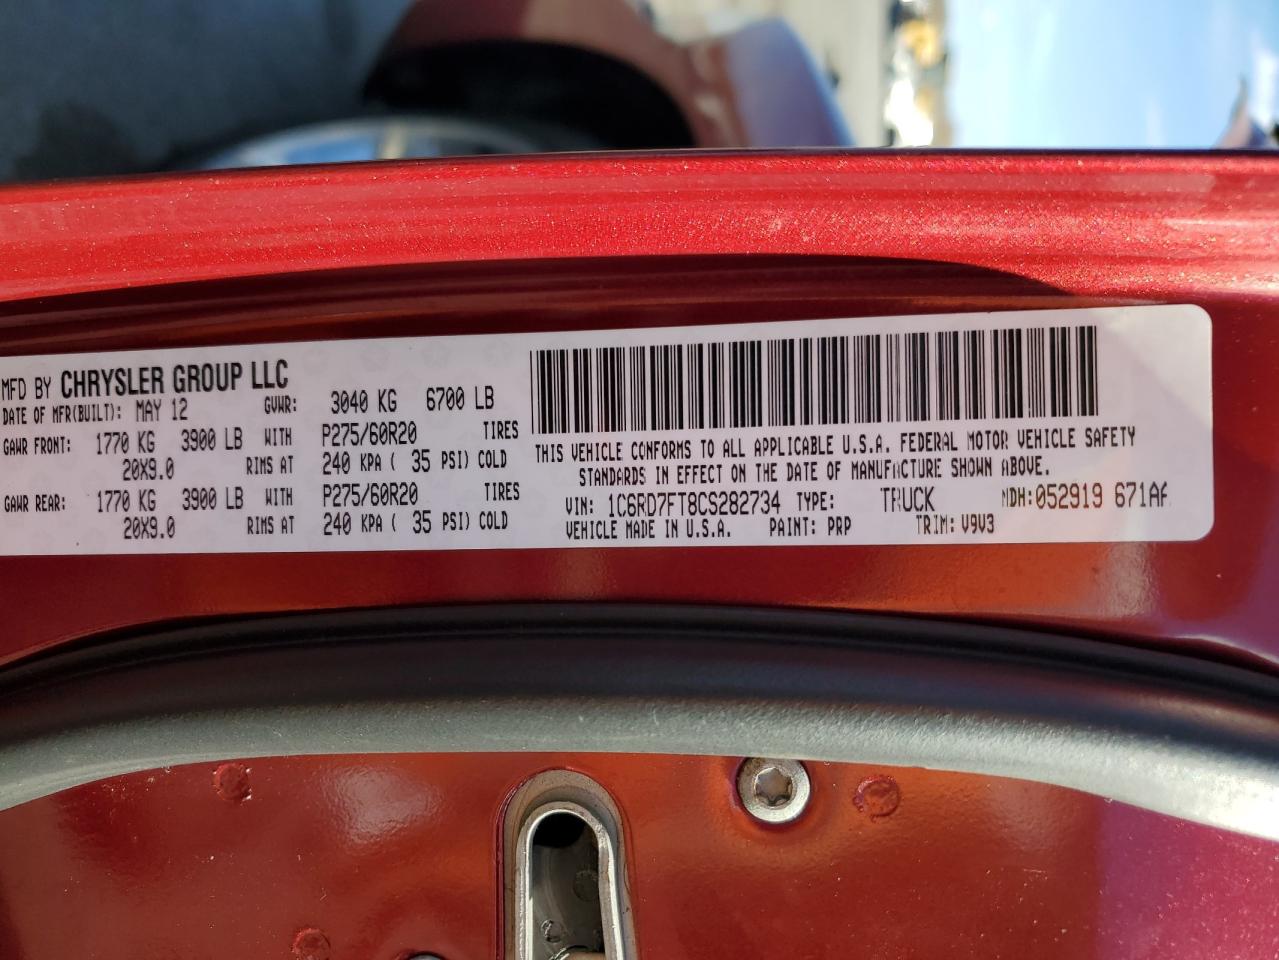 MFD BY CHRYSLER GROUP LLC
DATE OF MFR(BUILT): MAY 12 GVWR: 3040 KG 6700 LB
GAWR FRONT: 1770 KG 3900 LB WITH P275/60R20 TIRES
20X9.0 RIMS AT 240 KPA ( 35 PSI) COLD
GAWR REAR: 1770 KG 3900 LB WITH P275/60R20 TIRES
20X9.0 RIMS AT 240 KPA ( 35 PSI) COLD
THIS VEHICLE CONFORMS TO ALL APPLICABLE U.S.A. FEDERAL MOTOR VEHICLE SAFETY
STANDARDS IN EFFECT ON THE DATE OF MANUFACTURE SHOWN ABOVE.
VIN: 1C6RD7FT8CS282734 TYPE: TRUCK MDH: 052919 671AA
VEHICLE MADE IN U.S.A. PAINT: PRP TRIM: V9V3